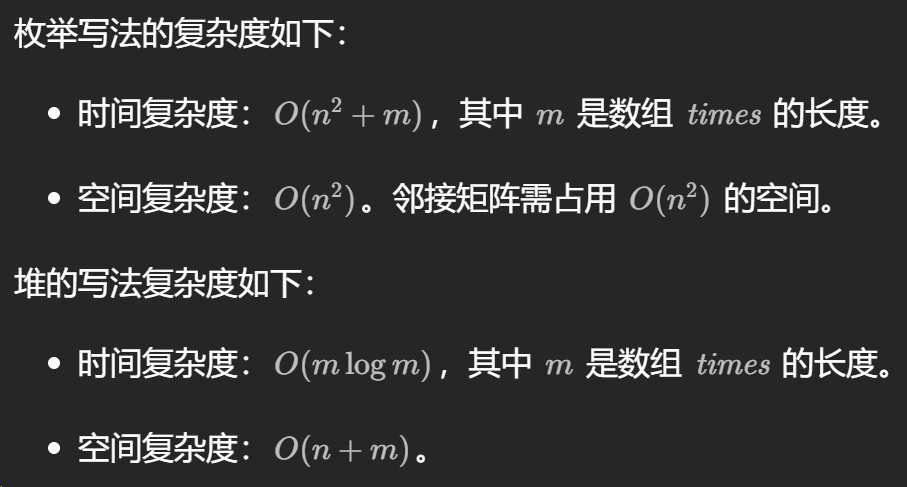 枚举写法的复杂度如下：
• 时间复杂度：O(n² + m)，其中 m 是数组 times 的长度。
• 空间复杂度：O(n²)。邻接矩阵需占用 O(n²) 的空间。
堆的写法复杂度如下：
• 时间复杂度：O(m log m)，其中 m 是数组 times 的长度。
• 空间复杂度：O(n + m)。